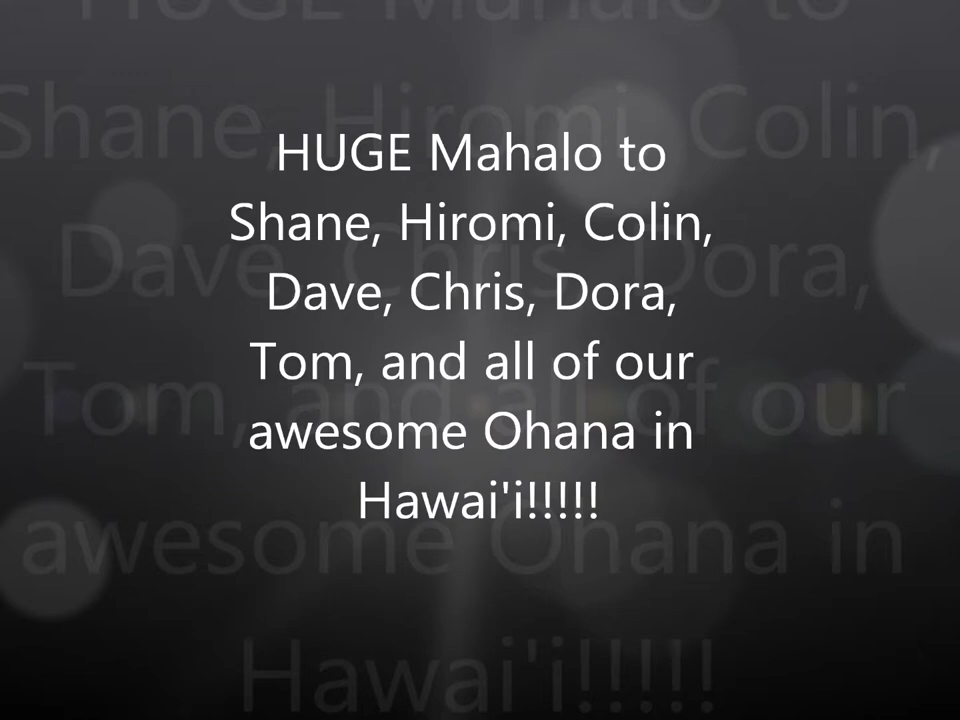 HUGE Mahalo to
Shane, Hiromi, Colin,
Dave, Chris, Dora,
Tom, and all of our
awesome Ohana in
Hawai'i!!!!!